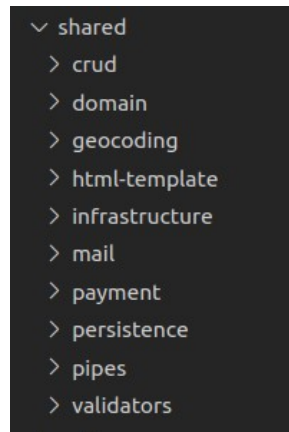 shared
crud
domain
geocoding
html-template
infrastructure
mail
payment
persistence
pipes
validators